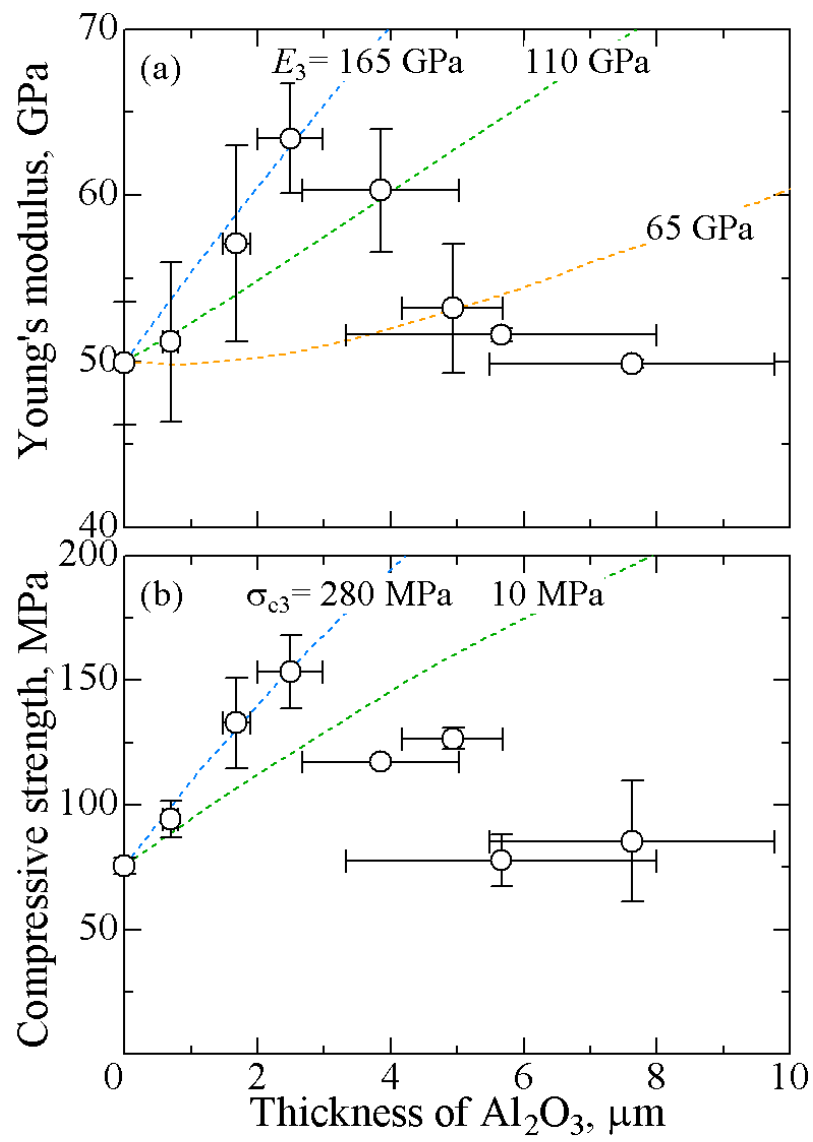 70
(a)
E₃= 165 GPa
110 GPa
60
65 GPa
50
40
Young's modulus, GPa
200
(b)
σc3= 280 MPa
10 MPa
150
100
50
Compressive strength, MPa
0
2
4
6
8
10
Thickness of Al₂O₃, μm